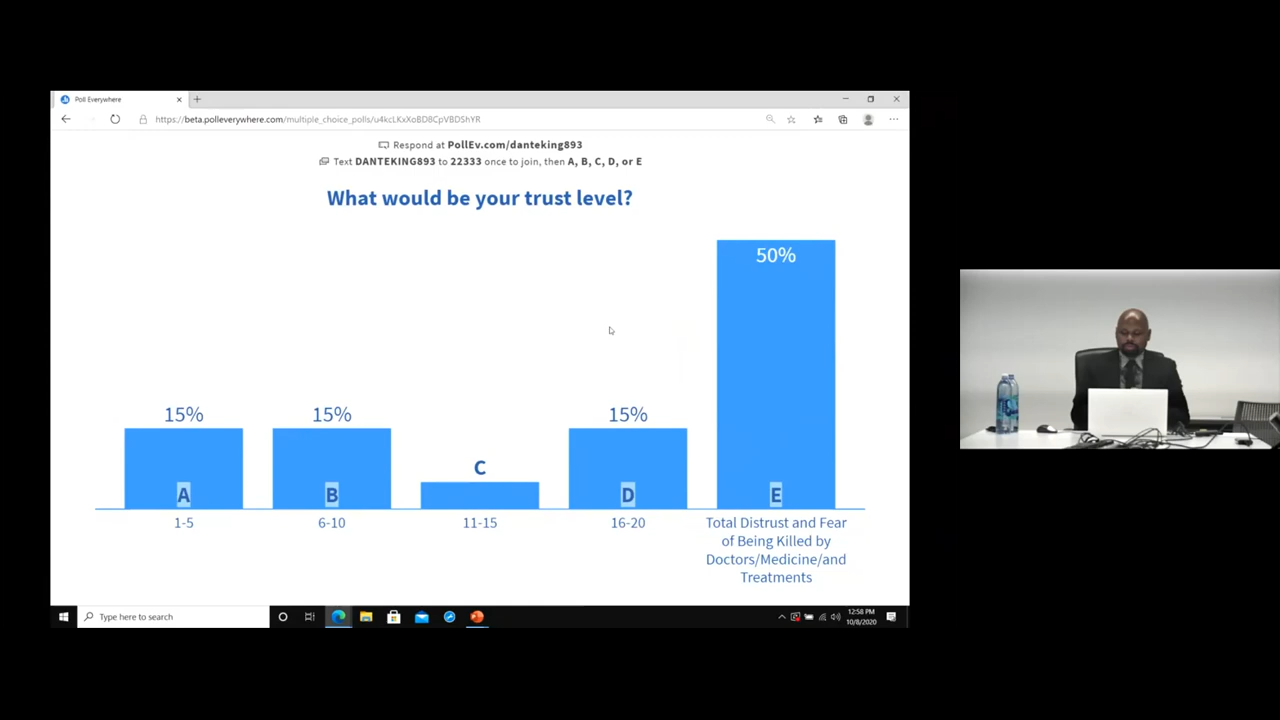 Poll Everywhere
https://beta.polleverywhere.com/multiple_choice_polls/u4kcLKxXoBD8CpVBDShYR
Respond at PollEv.com/danteking893
Text DANTEKING893 to 22333 once to join, then A, B, C, D, or E
What would be your trust level?
50%
15%
15%
15%
C
A
B
D
E
1-5
6-10
11-15
16-20
Total Distrust and Fear
of Being Killed by
Doctors/Medicine/and
Treatments
Type here to search
12:58 PM
10/8/2020